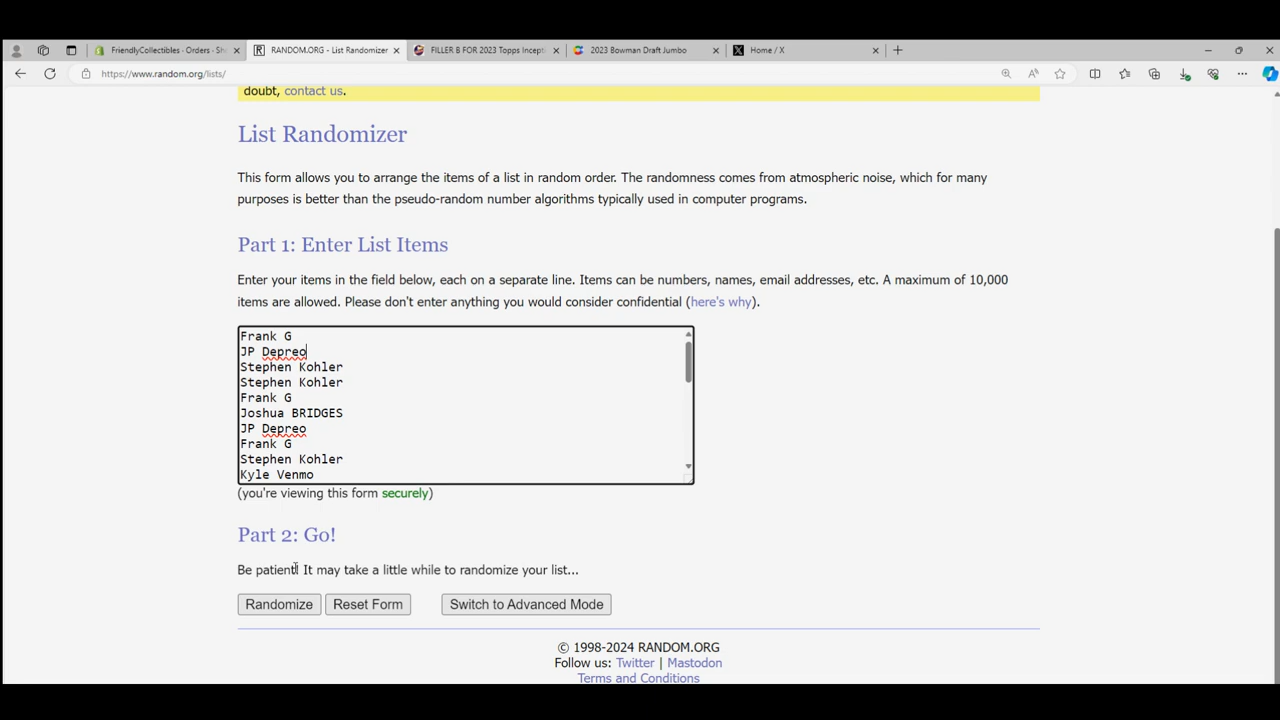 FriendlyCollectibles - Orders - Sh
RANDOM.ORG - List Randomizer
FILLER B FOR 2023 Topps Incepti
2023 Bowman Draft Jumbo
Home / X
https://www.random.org/lists/
doubt, contact us.
List Randomizer
This form allows you to arrange the items of a list in random order. The randomness comes from atmospheric noise, which for many
purposes is better than the pseudo-random number algorithms typically used in computer programs.
Part 1: Enter List Items
Enter your items in the field below, each on a separate line. Items can be numbers, names, email addresses, etc. A maximum of 10,000
items are allowed. Please don't enter anything you would consider confidential (here's why).
Frank G
JP Depreo
Stephen Kohler
Stephen Kohler
Frank G
Joshua BRIDGES
JP Depreo
Frank G
Stephen Kohler
Kyle Venmo
(you're viewing this form securely)
Part 2: Go!
Be patient! It may take a little while to randomize your list...
Randomize Reset Form Switch to Advanced Mode
© 1998-2024 RANDOM.ORG
Follow us: Twitter | Mastodon
Terms and Conditions